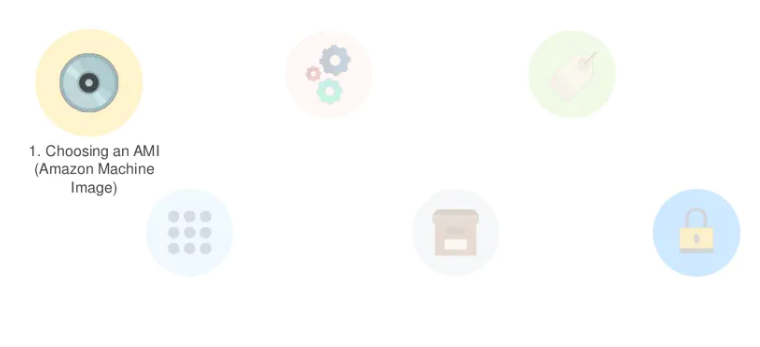 1. Choosing an AMI
(Amazon Machine
Image)